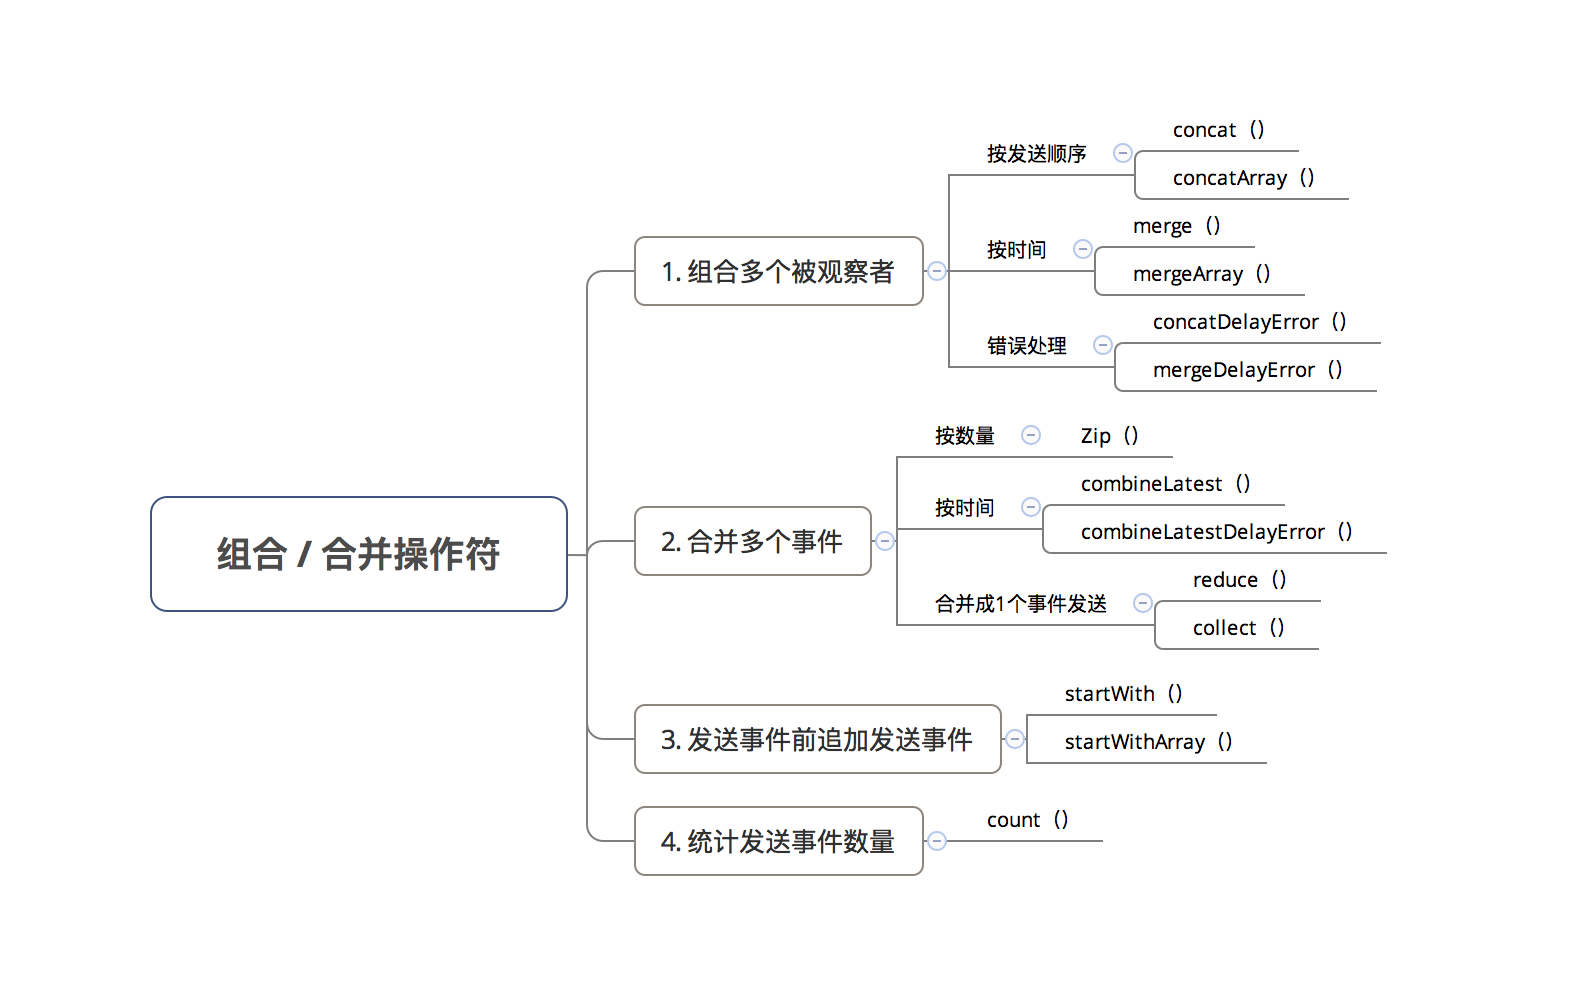 组合 / 合并操作符
1. 组合多个被观察者
按发送顺序
concat（）
concatArray（）
按时间
merge（）
mergeArray（）
错误处理
concatDelayError（）
mergeDelayError（）
2. 合并多个事件
按数量
Zip（）
按时间
combineLatest（）
combineLatestDelayError（）
合并成1个事件发送
reduce（）
collect（）
3. 发送事件前追加发送事件
startWith（）
startWithArray（）
4. 统计发送事件数量
count（）